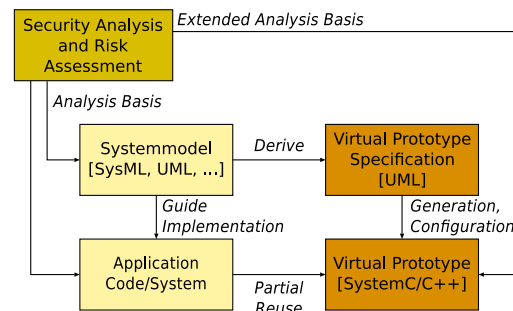 Extended Analysis Basis
Security Analysis
and Risk
Assessment
Analysis Basis
Systemmodel
[SysML, UML, ...]
Derive
Virtual Prototype
Specification
[UML]
Guide
Implementation
Generation,
Configuration
Application
Code/System
Partial
Reuse
Virtual Prototype
[SystemC/C++]